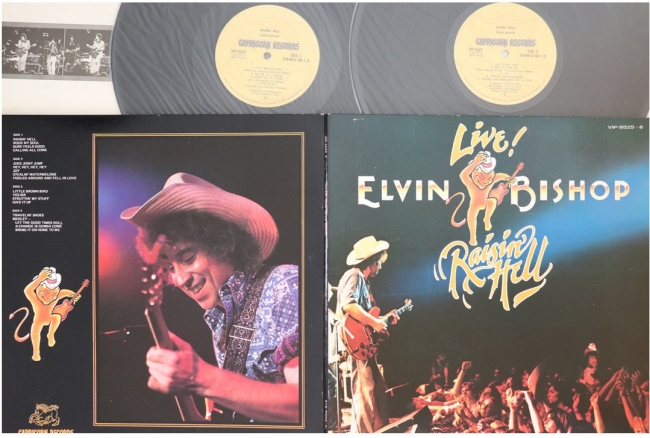 CAPRICORN RECORDS
CAPRICORN RECORDS
SIDE 1
RAISIN' HELL
ROCK MY SOUL
SURE FEELS GOOD
CALLING ALL COWS
SIDE 2
JUKE JOINT JUMP
HEY, HEY, HEY, HEY
JOY
STEALIN' WATERMELONS
FOOLED AROUND AND FELL IN LOVE
SIDE 3
LITTLE BROWN BIRD
YES SIR
STRUTTIN' MY STUFF
GIVE IT UP
SIDE 4
TRAVELIN' SHOES
MEDLEY:
LET THE GOOD TIMES ROLL
A CHANGE IS GONNA COME
BRING IT ON HOME TO ME
CAPRICORN RECORDS
VIP-9525~6
Live!
ELVIN BISHOP
Raisin' Hell